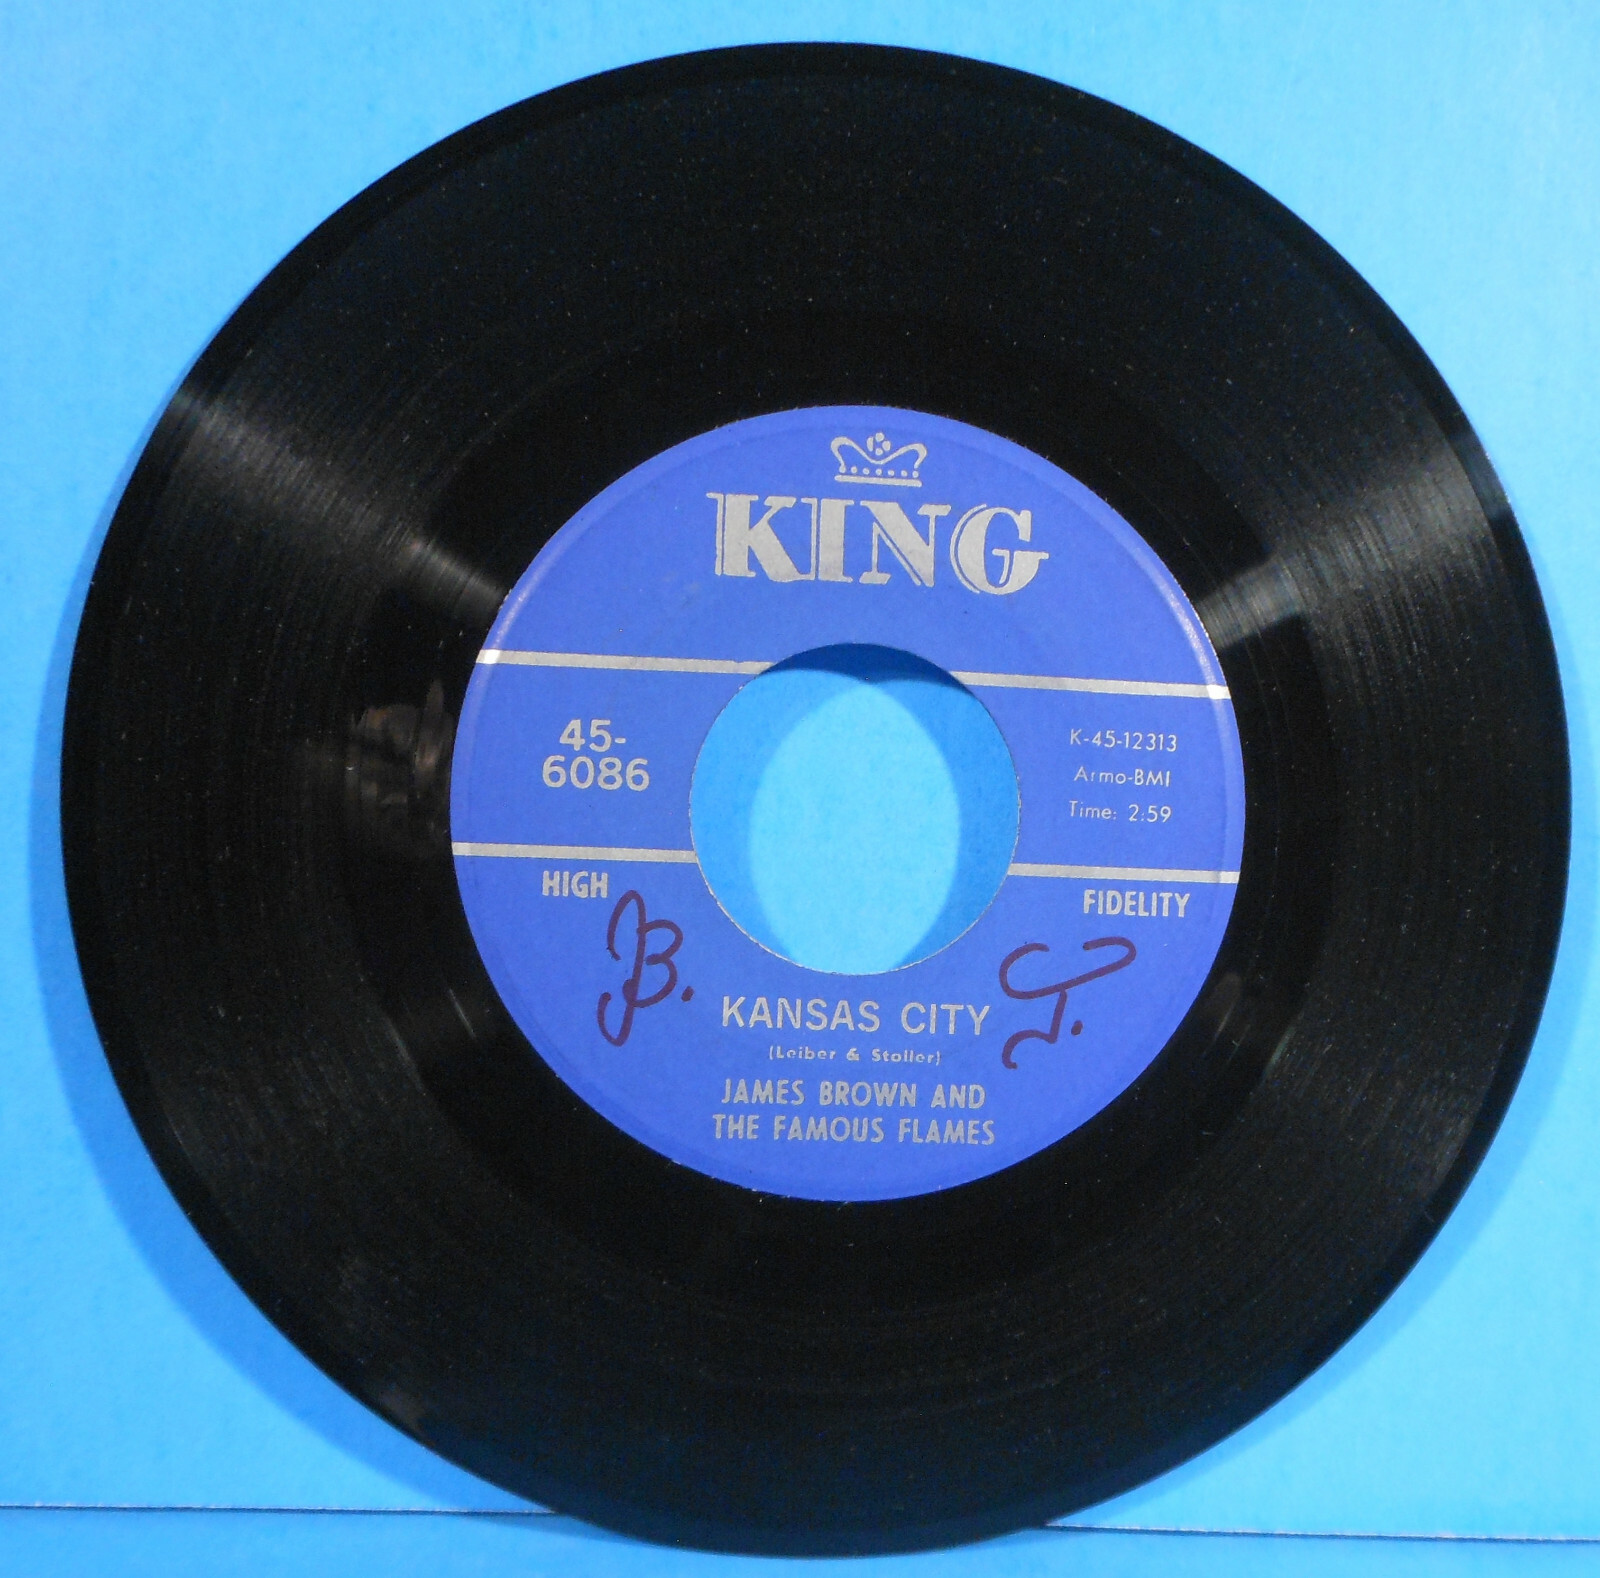 KING
45-
6086
K-45-12313
Armo-BMI
Time: 2:59
HIGH
FIDELITY
B.
J.
KANSAS CITY
(Leiber & Stoller)
JAMES BROWN AND
THE FAMOUS FLAMES